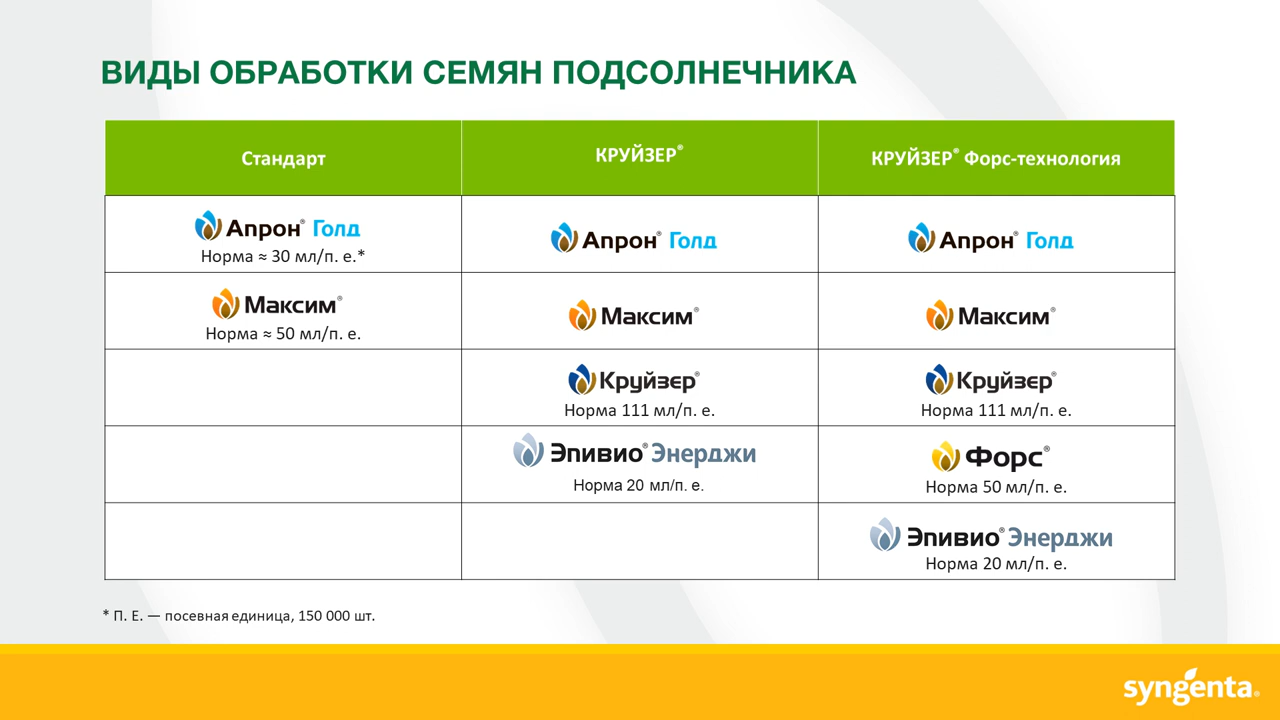 ВИДЫ ОБРАБОТКИ СЕМЯН ПОДСОЛНЕЧНИКА
Стандарт
КРУЙЗЕР®
КРУЙЗЕР® Форс-технология
Апрон® Голд
Норма ≈ 30 мл/п. е.*
Апрон® Голд
Апрон® Голд
Максим®
Норма ≈ 50 мл/п. е.
Максим®
Максим®
Круйзер®
Норма 111 мл/п. е.
Круйзер®
Норма 111 мл/п. е.
Эпивио® Энерджи
Норма 20 мл/п. е.
Форс®
Норма 50 мл/п. е.
Эпивио® Энерджи
Норма 20 мл/п. е.
* П. Е. — посевная единица, 150 000 шт.
syngenta®